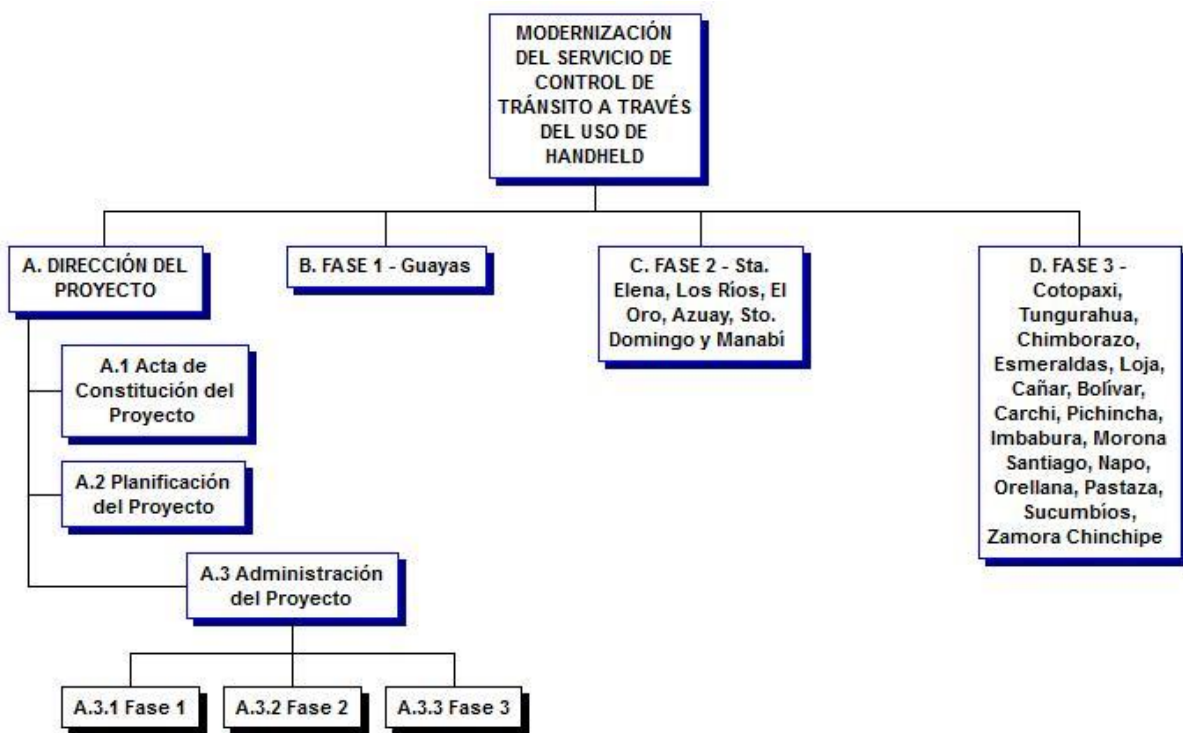 MODERNIZACIÓN
DEL SERVICIO DE
CONTROL DE
TRÁNSITO A TRAVÉS
DEL USO DE
HANDHELD
A. DIRECCIÓN DEL
PROYECTO
B. FASE 1 - Guayas
C. FASE 2 - Sta.
Elena, Los Ríos, El
Oro, Azuay, Sto.
Domingo y Manabí
D. FASE 3 -
Cotopaxi,
Tungurahua,
Chimborazo,
Esmeraldas, Loja,
Cañar, Bolívar,
Carchi, Pichincha,
Imbabura, Morona
Santiago, Napo,
Orellana, Pastaza,
Sucumbíos,
Zamora Chinchipe
A.1 Acta de
Constitución del
Proyecto
A.2 Planificación
del Proyecto
A.3 Administración
del Proyecto
A.3.1 Fase 1
A.3.2 Fase 2
A.3.3 Fase 3